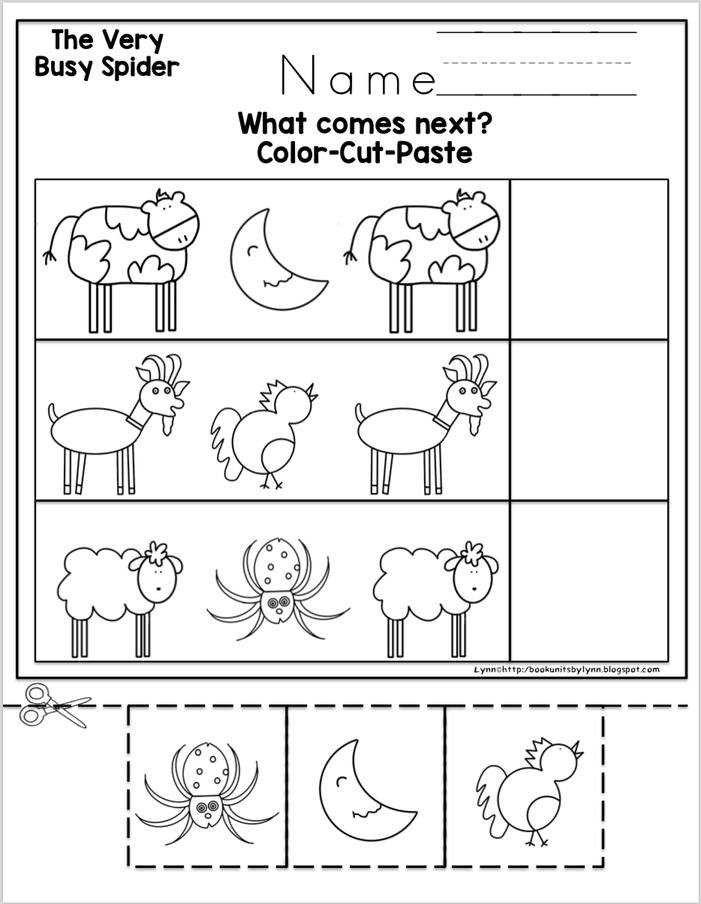 The Very
Busy Spider
Name
What comes next?
Color-Cut-Paste
Lynn©http:/bookunitsbylynn.blogspot.com